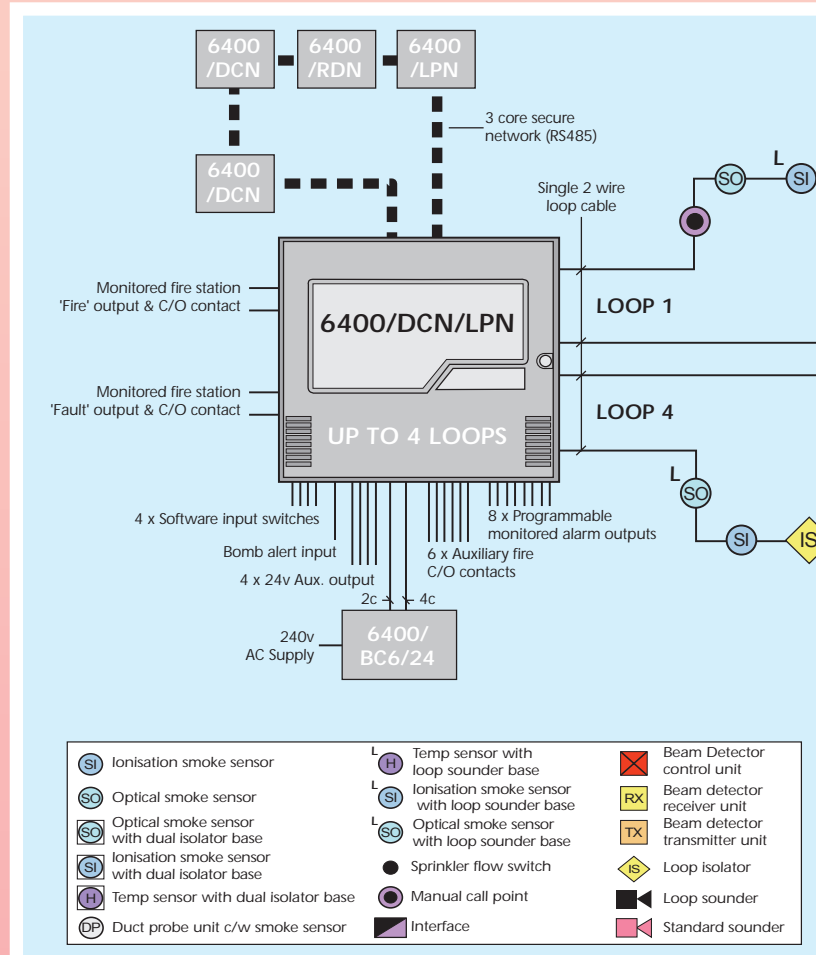 6400
/DCN
6400
/RDN
6400
/LPN
3 core secure
network (RS485)
6400
/DCN
Single 2 wire
loop cable
L
SO
SI
Monitored fire station
'Fire' output & C/O contact
6400/DCN/LPN
LOOP 1
Monitored fire station
'Fault' output & C/O contact
LOOP 4
UP TO 4 LOOPS
L
SO
SI
IS
4 x Software input switches
8 x Programmable
monitored alarm outputs
Bomb alert input
6 x Auxiliary fire
C/O contacts
4 x 24v Aux. output
2c
4c
240v
AC Supply
6400/
BC6/24
SI Ionisation smoke sensor
SO Optical smoke sensor
SO Optical smoke sensor
with dual isolator base
SI Ionisation smoke sensor
with dual isolator base
H Temp sensor with dual isolator base
DP Duct probe unit c/w smoke sensor
L H Temp sensor with
loop sounder base
L SI Ionisation smoke sensor
with loop sounder base
L SO Optical smoke sensor
with loop sounder base
Sprinkler flow switch
Manual call point
Interface
Beam Detector
control unit
RX Beam detector
receiver unit
TX Beam detector
transmitter unit
IS Loop isolator
Loop sounder
Standard sounder